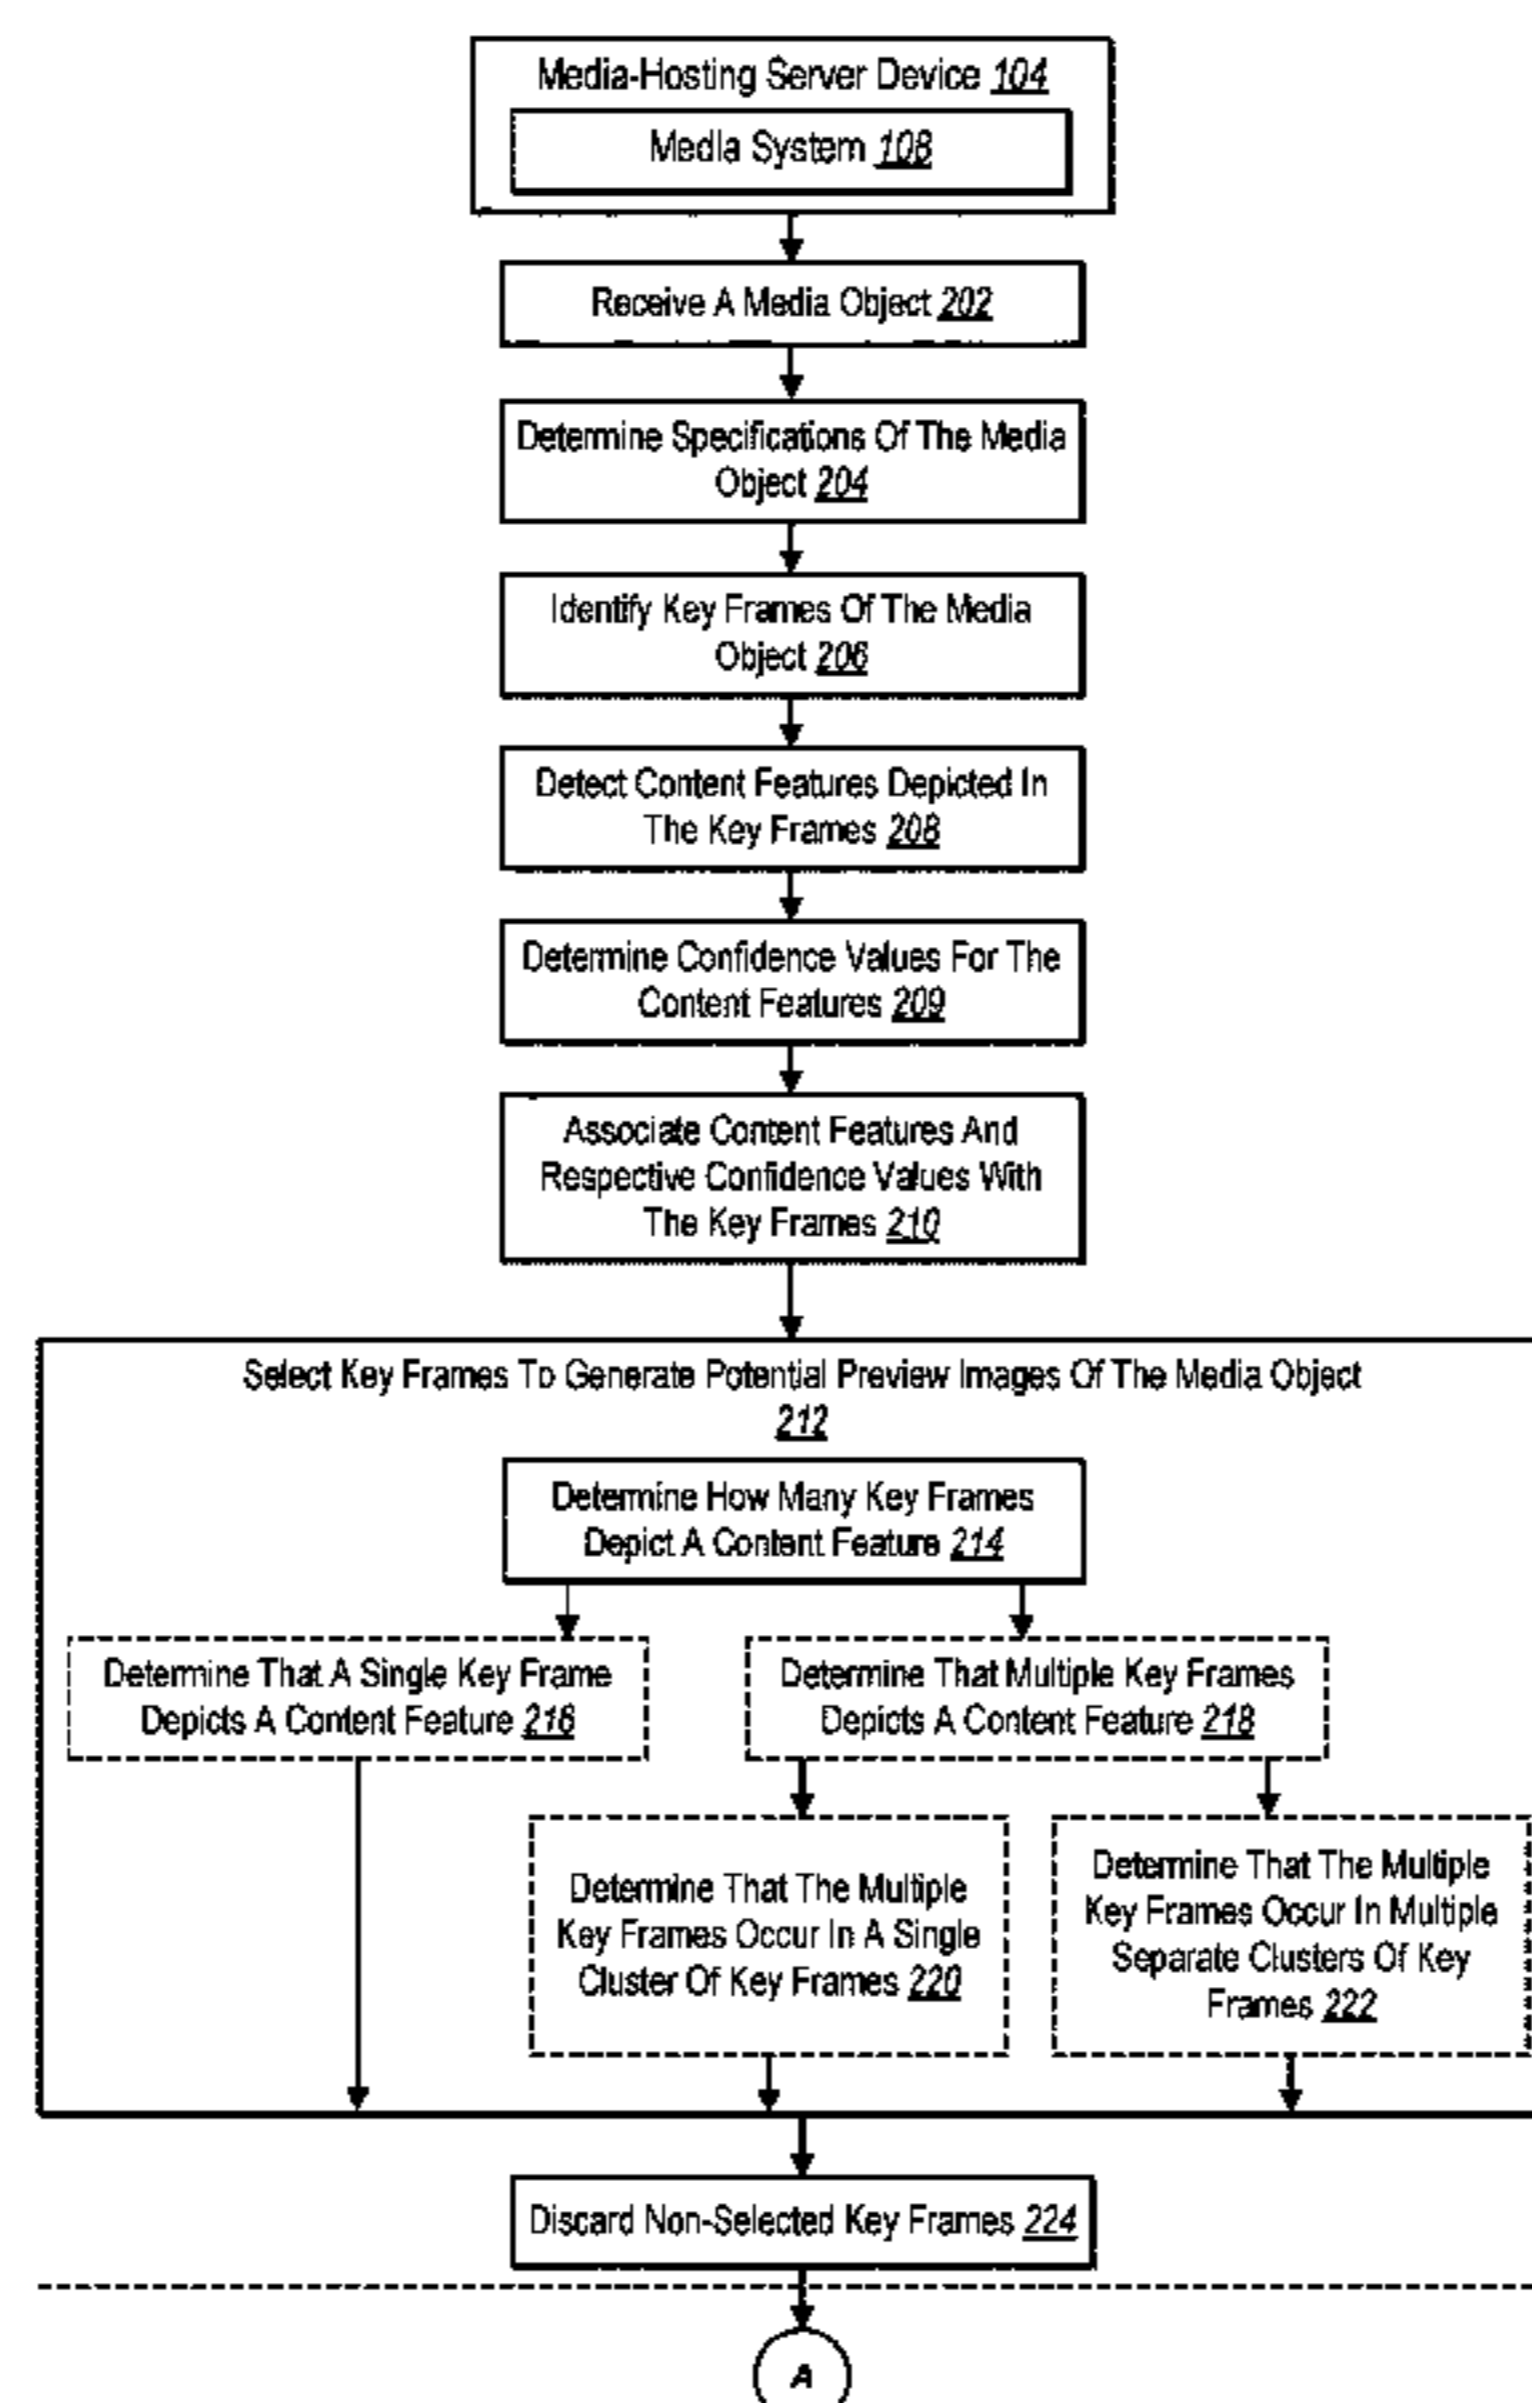 Media-Hosting Server Device 104
Media System 108
Receive A Media Object 202
Determine Specifications Of The Media
Object 204
Identify Key Frames Of The Media
Object 206
Detect Content Features Depicted In
The Key Frames 208
Determine Confidence Values For The
Content Features 209
Associate Content Features And
Respective Confidence Values With
The Key Frames 210
Select Key Frames To Generate Potential Preview Images Of The Media Object
212
Determine How Many Key Frames
Depict A Content Feature 214
Determine That A Single Key Frame
Depicts A Content Feature 216
Determine That Multiple Key Frames
Depicts A Content Feature 218
Determine That The Multiple
Key Frames Occur In A Single
Cluster Of Key Frames 220
Determine That The Multiple
Key Frames Occur In Multiple
Separate Clusters Of Key
Frames 222
Discard Non-Selected Key Frames 224
A